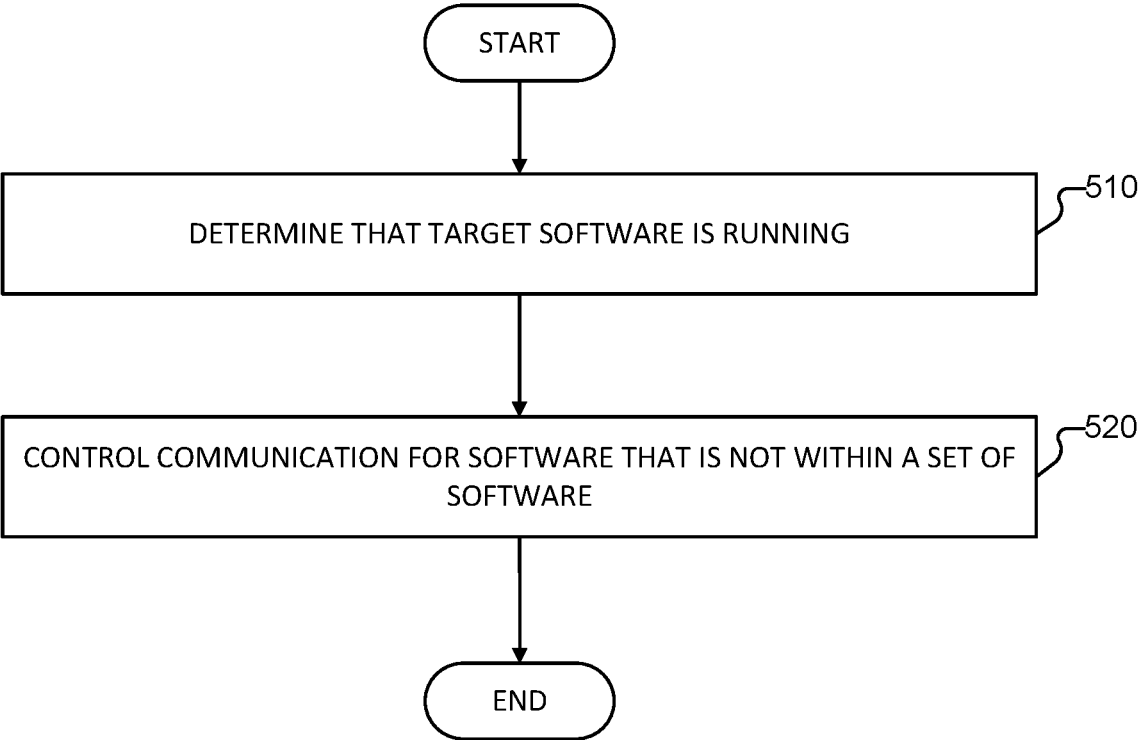 START
DETERMINE THAT TARGET SOFTWARE IS RUNNING
510
CONTROL COMMUNICATION FOR SOFTWARE THAT IS NOT WITHIN A SET OF
SOFTWARE
520
END